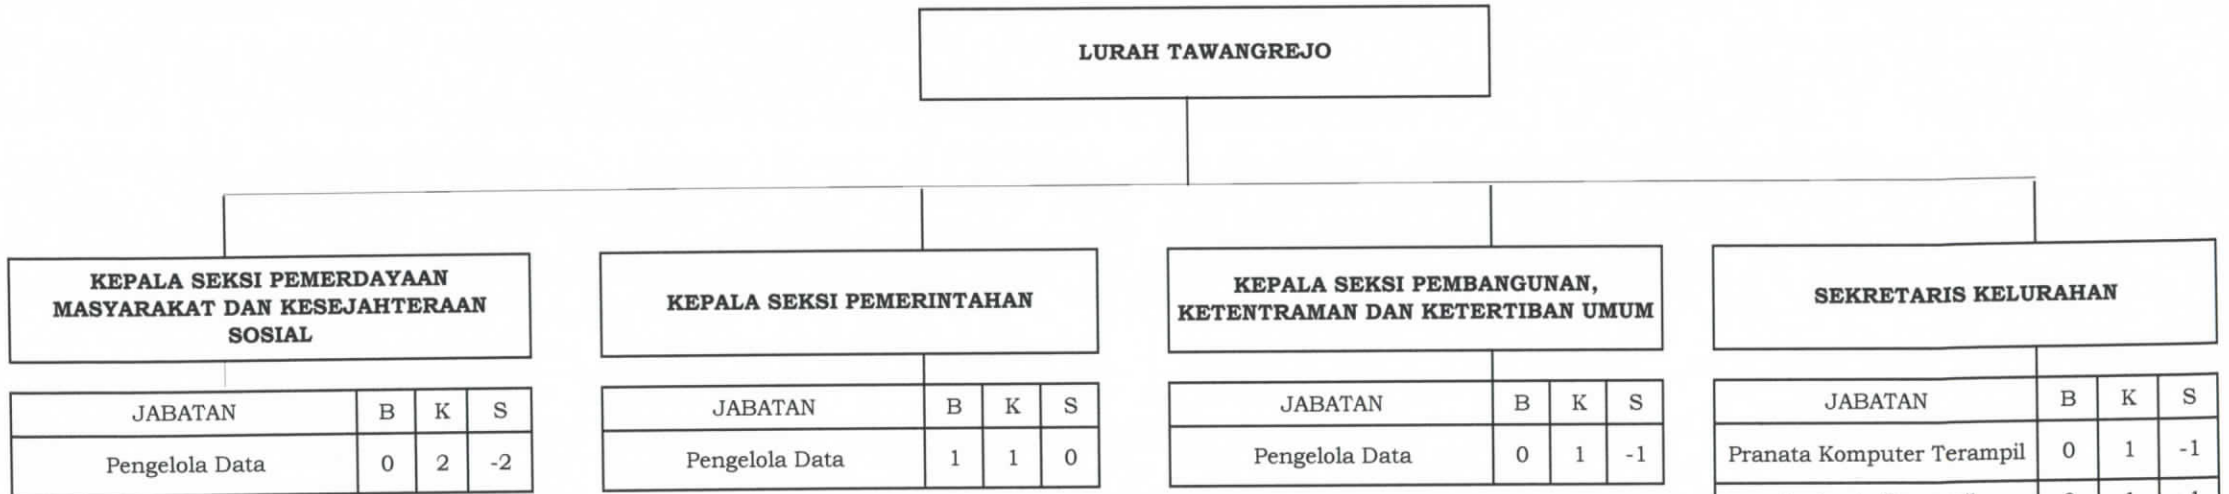 LURAH TAWANGREJO
KEPALA SEKSI PEMERDAYAAN
MASYARAKAT DAN KESEJAHTERAAN
SOSIAL
KEPALA SEKSI PEMERINTAHAN
KEPALA SEKSI PEMBANGUNAN,
KETENTRAMAN DAN KETERTIBAN UMUM
SEKRETARIS KELURAHAN
JABATAN B K S
Pengelola Data 0 2 -2
JABATAN B K S
Pengelola Data 1 1 0
JABATAN B K S
Pengelola Data 0 1 -1
JABATAN B K S
Pranata Komputer Terampil 0 1 -1